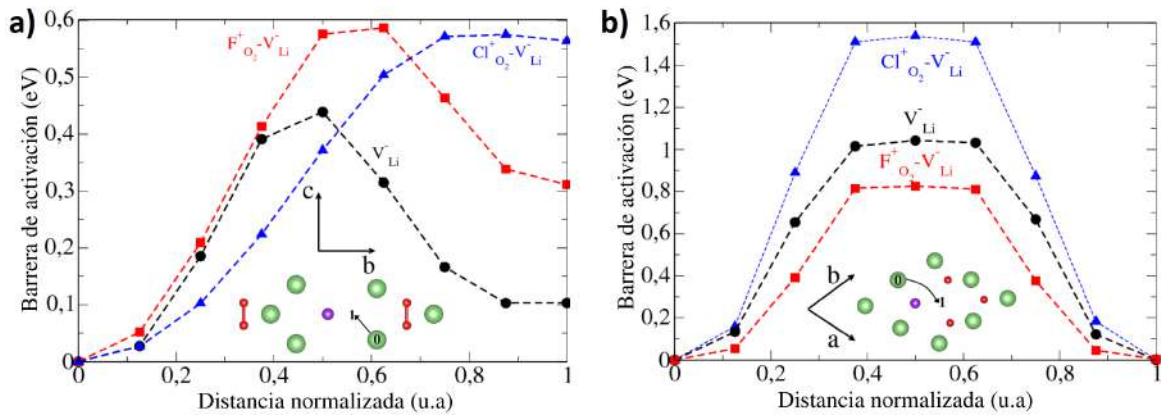 a)
Barrera de activación (eV)
0,6
0,5
0,4
0,3
0,2
0,1
0
F⁺O₂-V⁻Li
Cl⁺O₂-V⁻Li
V⁻Li
c
b
1
0
0 0,2 0,4 0,6 0,8 1
Distancia normalizada (u.a)
b)
Barrera de activación (eV)
1,6
1,4
1,2
1
0,8
0,6
0,4
0,2
0
Cl⁺O₂-V⁻Li
V⁻Li
F⁺O₂-V⁻Li
b
a
0
1
0 0,2 0,4 0,6 0,8 1
Distancia normalizada (u.a)